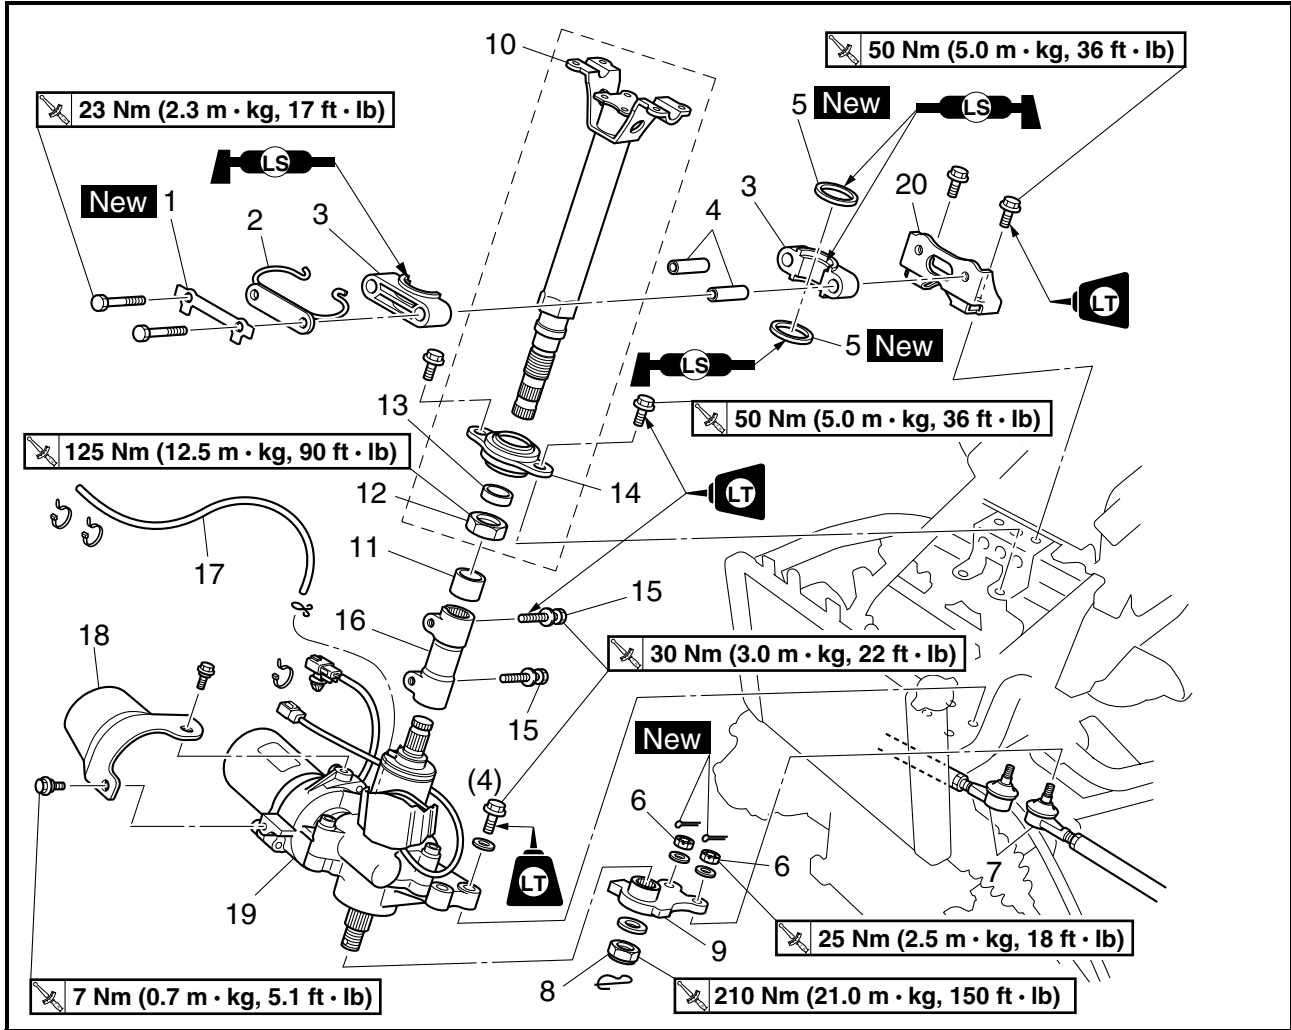 10
50 Nm (5.0 m · kg, 36 ft · lb)
23 Nm (2.3 m · kg, 17 ft · lb)
5 New
LS
LS
New 1
2
3
4
3
20
LT
5 New
LS
13
50 Nm (5.0 m · kg, 36 ft · lb)
125 Nm (12.5 m · kg, 90 ft · lb)
12
14
LT
17
11
15
16
18
30 Nm (3.0 m · kg, 22 ft · lb)
15
New
(4)
6
6
7
LT
19
9
25 Nm (2.5 m · kg, 18 ft · lb)
8
7 Nm (0.7 m · kg, 5.1 ft · lb)
210 Nm (21.0 m · kg, 150 ft · lb)